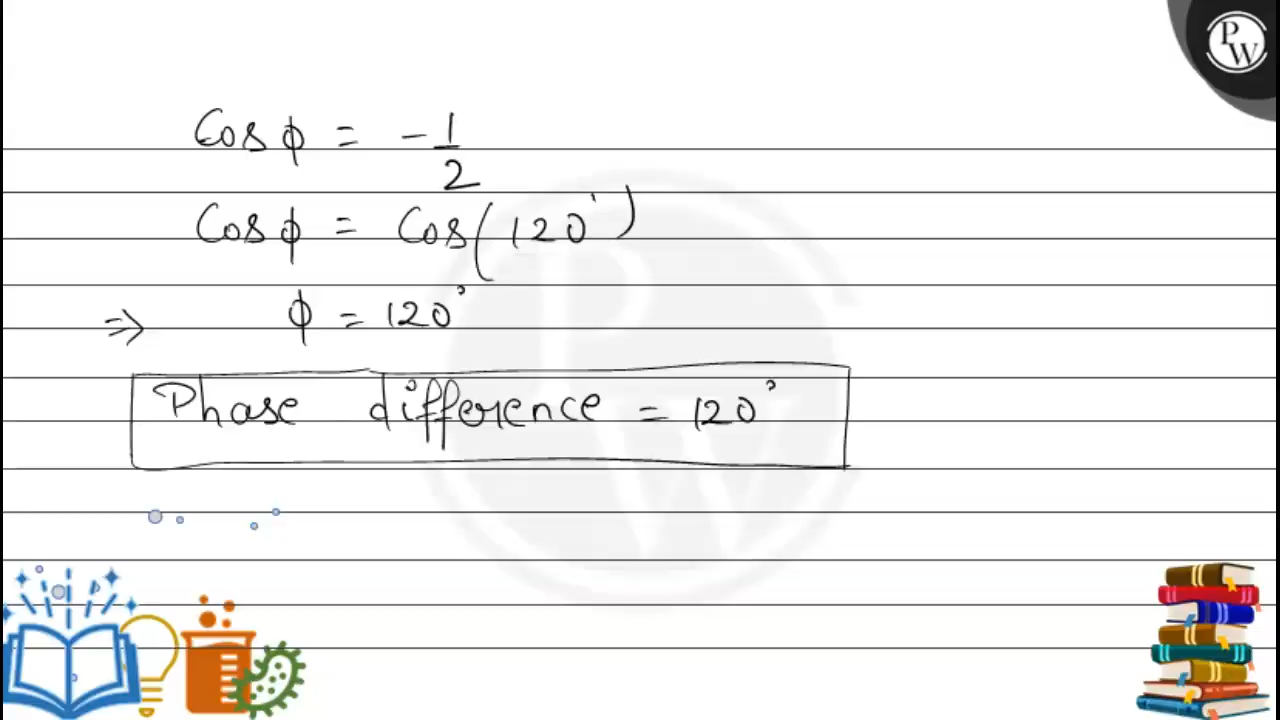 PW
Cos ϕ = -1/2
Cos ϕ = Cos(120°)
⇒ ϕ = 120°
Phase difference = 120°